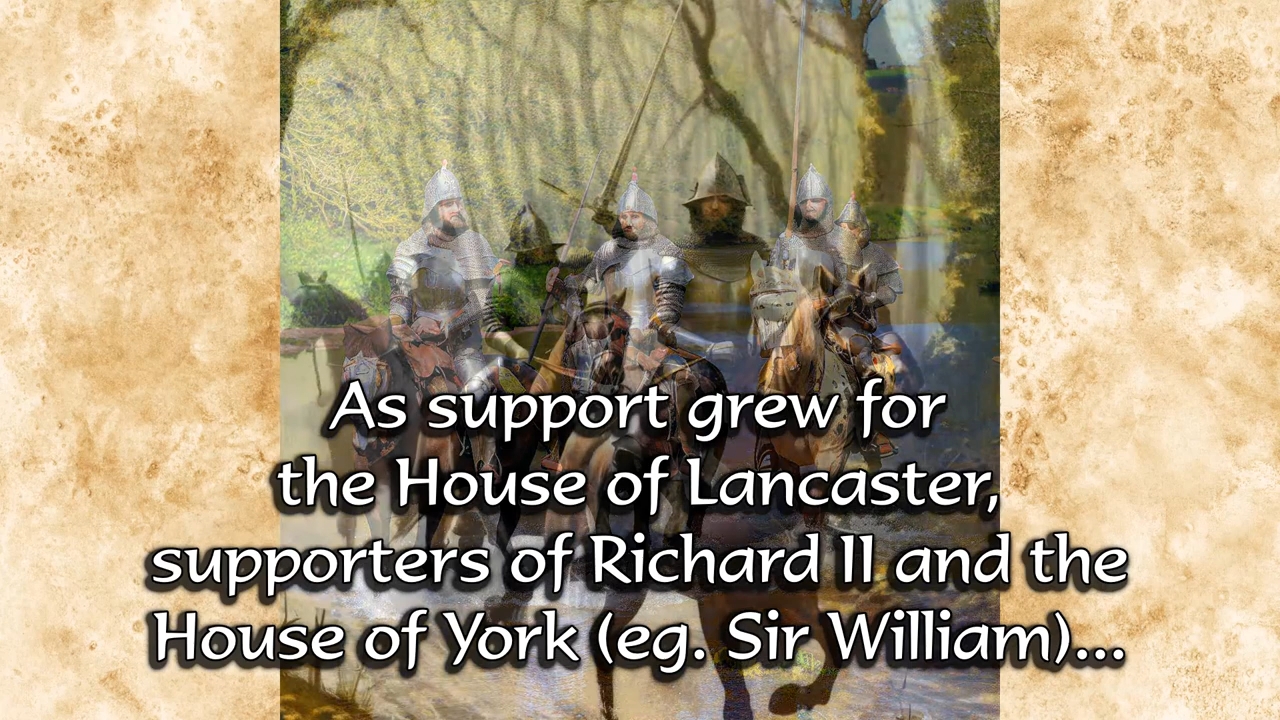 As support grew for
the House of Lancaster,
supporters of Richard II and the
House of York (eg. Sir William)...